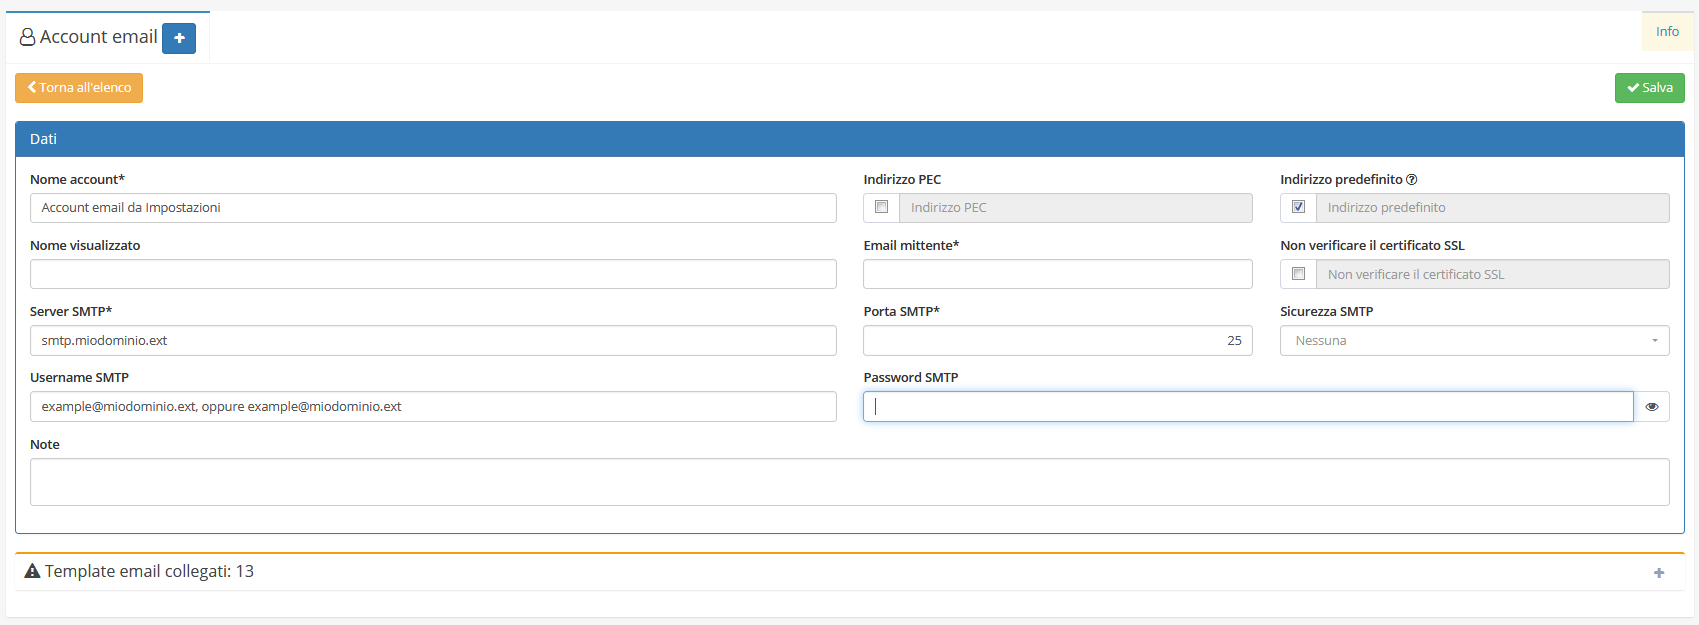 Account email
Info
Torna all'elenco
Salva
Dati
Nome account*
Indirizzo PEC
Indirizzo predefinito
Account email da Impostazioni
Indirizzo PEC
Indirizzo predefinito
Nome visualizzato
Email mittente*
Non verificare il certificato SSL
Non verificare il certificato SSL
Server SMTP*
Porta SMTP*
Sicurezza SMTP
smtp.miodominio.ext
25
Nessuna
Username SMTP
Password SMTP
example@miodominio.ext, oppure example@miodominio.ext
Note
Template email collegati: 13